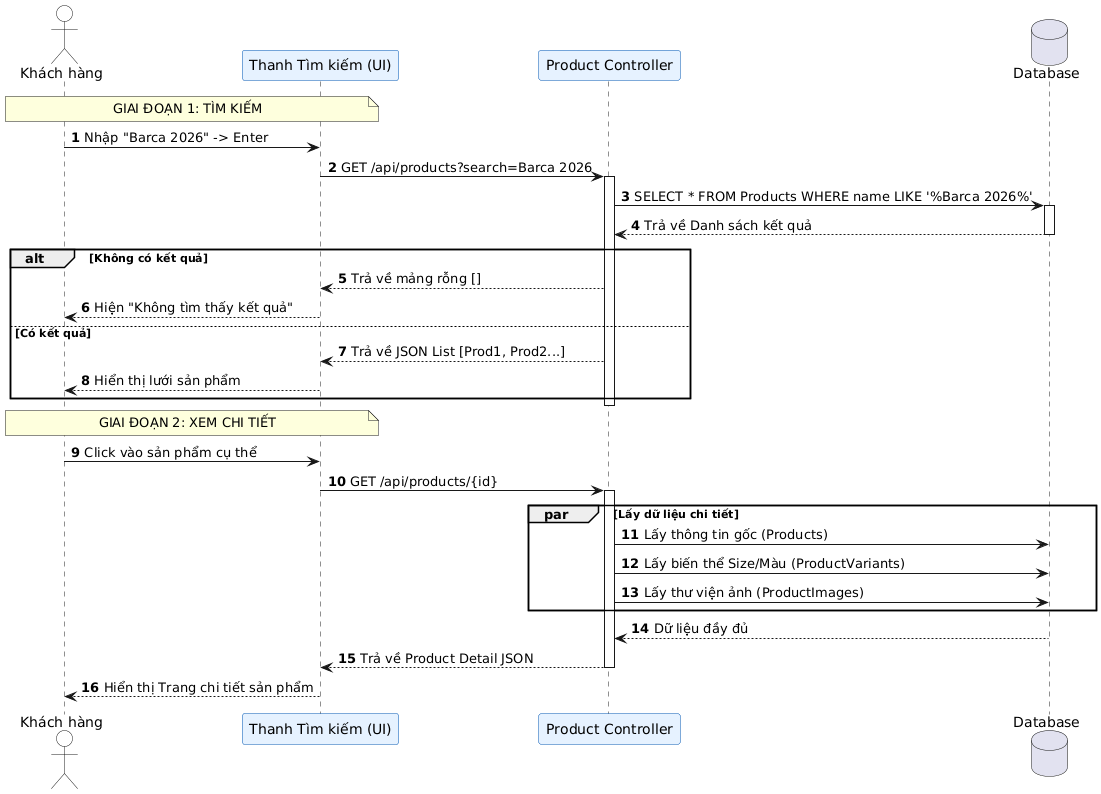 Khách hàng
Thanh Tìm kiếm (UI)
Product Controller
Database
GIAI ĐOẠN 1: TÌM KIẾM
1 Nhập "Barca 2026" -> Enter
2 GET /api/products?search=Barca 2026
3 SELECT * FROM Products WHERE name LIKE '%Barca 2026%'
4 Trả về Danh sách kết quả
alt [Không có kết quả]
5 Trả về mảng rỗng []
6 Hiện "Không tìm thấy kết quả"
[Có kết quả]
7 Trả về JSON List [Prod1, Prod2...]
8 Hiển thị lưới sản phẩm
GIAI ĐOẠN 2: XEM CHI TIẾT
9 Click vào sản phẩm cụ thể
10 GET /api/products/{id}
par [Lấy dữ liệu chi tiết]
11 Lấy thông tin gốc (Products)
12 Lấy biến thể Size/Màu (ProductVariants)
13 Lấy thư viện ảnh (ProductImages)
14 Dữ liệu đầy đủ
15 Trả về Product Detail JSON
16 Hiển thị Trang chi tiết sản phẩm
Khách hàng
Thanh Tìm kiếm (UI)
Product Controller
Database